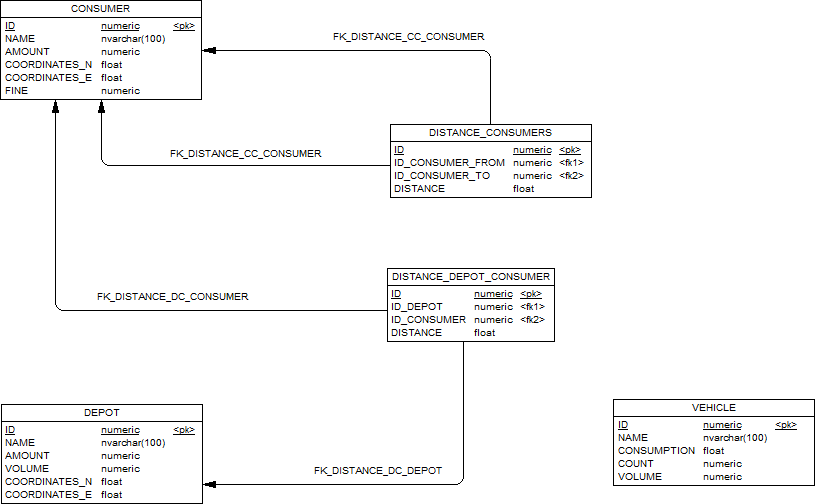 CONSUMER
ID numeric <pk>
NAME nvarchar(100)
AMOUNT numeric
COORDINATES_N float
COORDINATES_E float
FINE numeric
FK_DISTANCE_CC_CONSUMER
FK_DISTANCE_CC_CONSUMER
DISTANCE_CONSUMERS
ID numeric <pk>
ID_CONSUMER_FROM numeric <fk1>
ID_CONSUMER_TO numeric <fk2>
DISTANCE float
FK_DISTANCE_DC_CONSUMER
DISTANCE_DEPOT_CONSUMER
ID numeric <pk>
ID_DEPOT numeric <fk1>
ID_CONSUMER numeric <fk2>
DISTANCE float
DEPOT
ID numeric <pk>
NAME nvarchar(100)
AMOUNT numeric
VOLUME numeric
COORDINATES_N float
COORDINATES_E float
FK_DISTANCE_DC_DEPOT
VEHICLE
ID numeric <pk>
NAME nvarchar(100)
CONSUMPTION float
COUNT numeric
VOLUME numeric